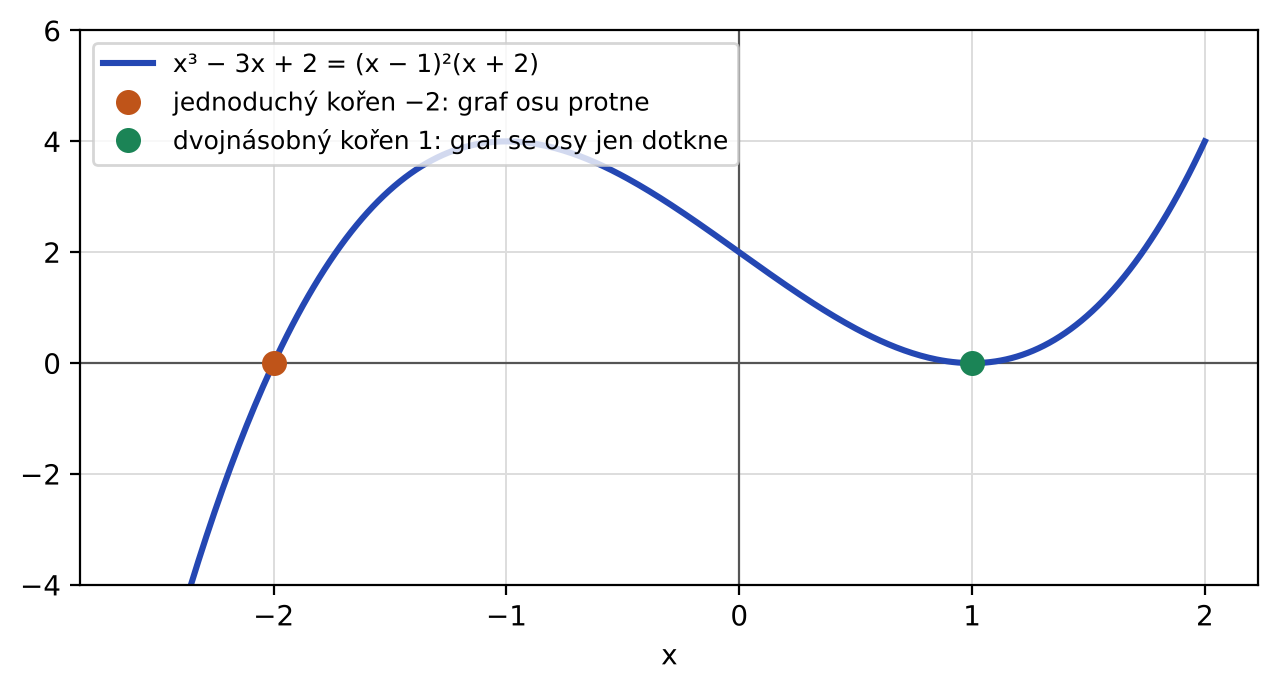 6
4
2
0
−2
−4
x³ − 3x + 2 = (x − 1)²(x + 2)
jednoduchý kořen −2: graf osu protne
dvojnásobný kořen 1: graf se osy jen dotkne
−2 −1 0 1 2
x